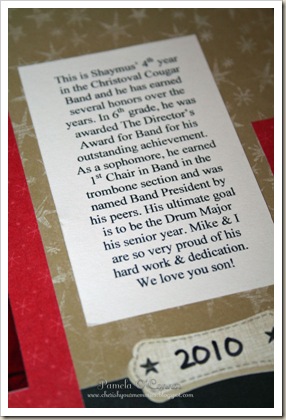 This is Shaymus' 4th year
in the Christoval Cougar
Band and he has earned
several honors over the
years. In 6th grade, he was
awarded The Director's
Award for Band for his
outstanding achievement.
As a sophomore, he earned
1st Chair in Band in the
trombone section and was
named Band President by
his peers. His ultimate goal
is to be the Drum Major
his senior year. Mike & I
are so very proud of his
hard work & dedication.
We love you son!
2010
Pamela